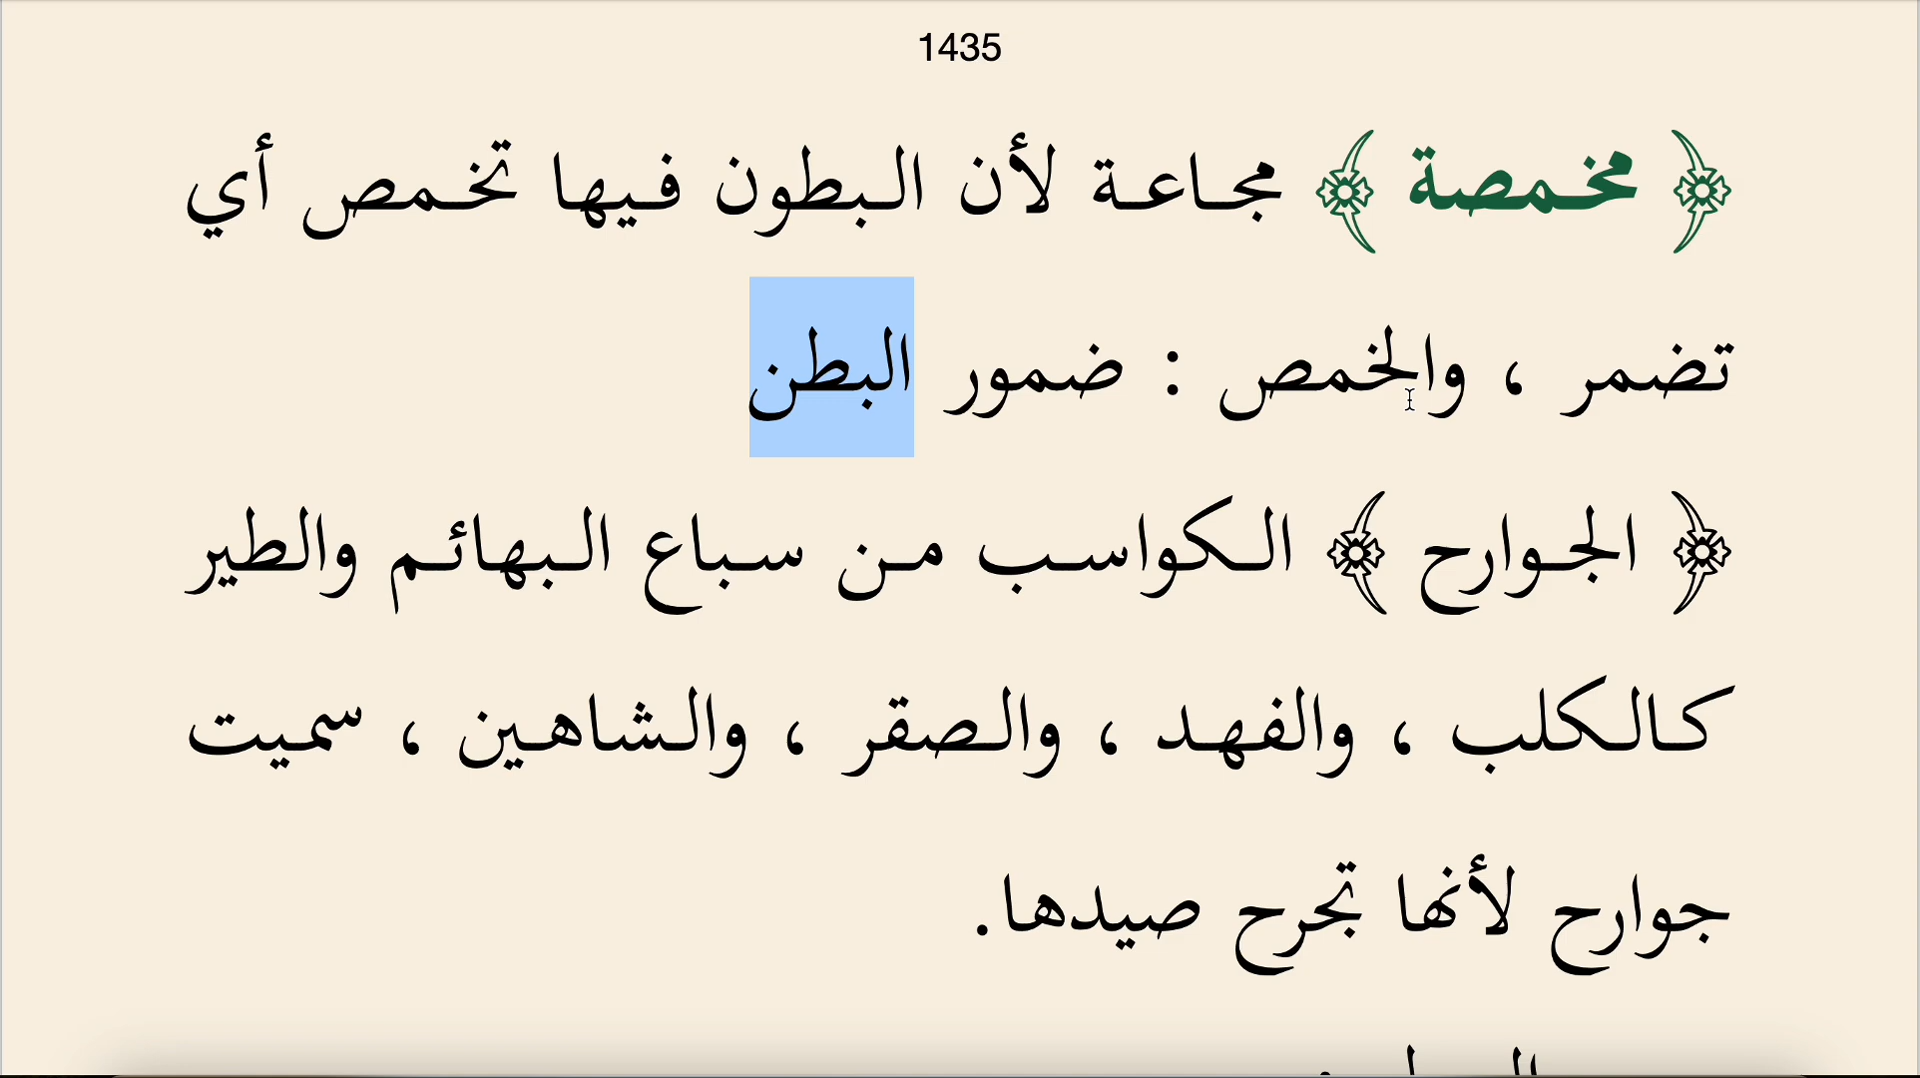 1435
﴿ مخمصة ﴾ مجاعة لأن البطون فيها تخمص أي
تضمر ، والخمص : ضمور البطن
﴿ الجوارح ﴾ الكواسب من سباع البهائم والطير
كالكلب ، والفهد ، والصقر ، والشاهين ، سميت
جوارح لأنها تجرح صيدها.